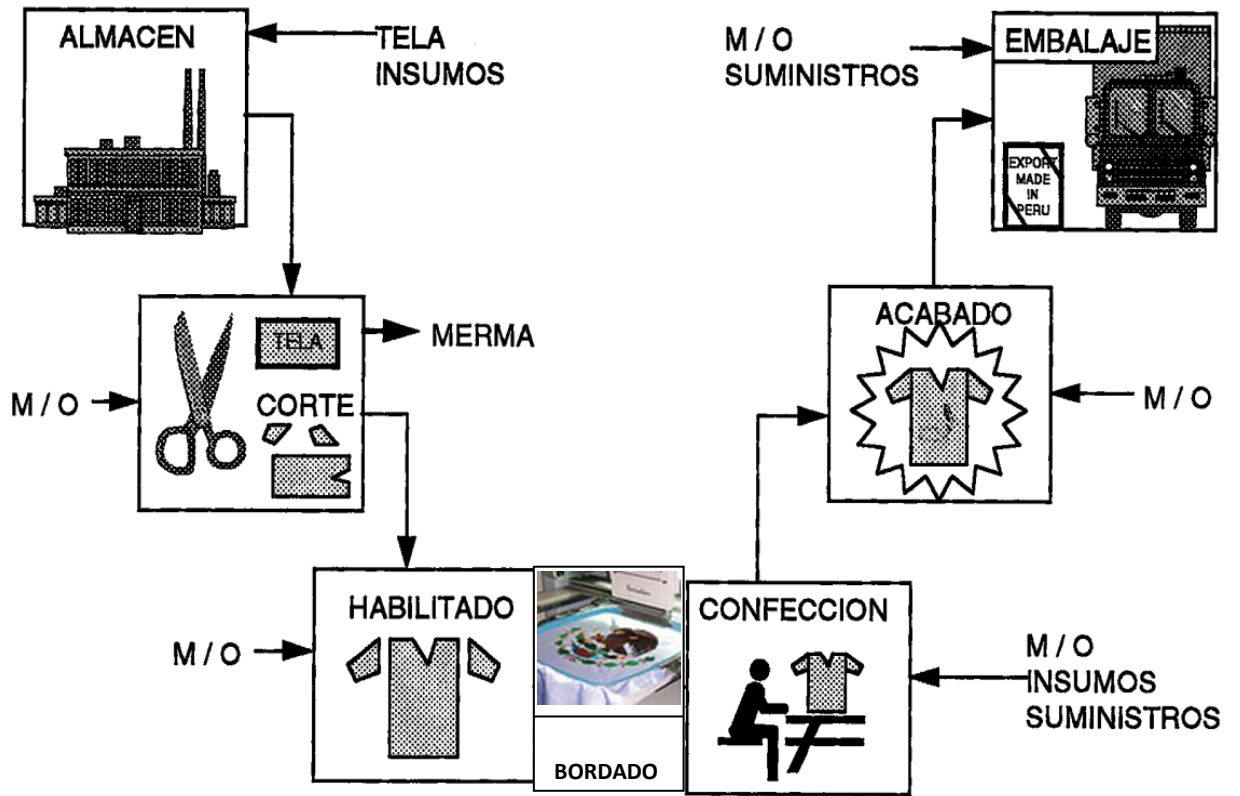 ALMACEN
TELA
INSUMOS
M / O
SUMINISTROS
EMBALAJE
EXPORT
MADE
IN
PERU
TELA
MERMA
M / O
CORTE
ACABADO
M / O
HABILITADO
M / O
BORDADO
CONFECCION
M / O
INSUMOS
SUMINISTROS